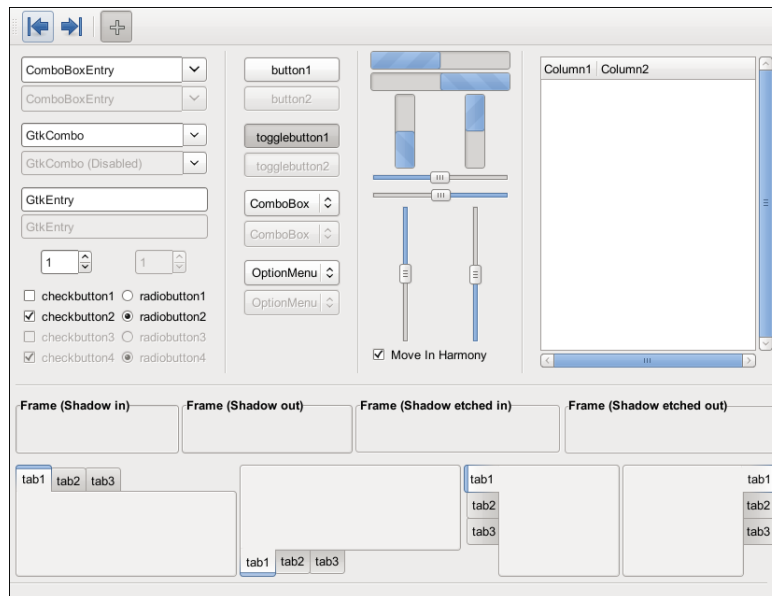 ComboBoxEntry
ComboBoxEntry
GtkCombo
GtkCombo (Disabled)
GtkEntry
GtkEntry
1
1
checkbutton1
radiobutton1
checkbutton2
radiobutton2
checkbutton3
radiobutton3
checkbutton4
radiobutton4
button1
button2
togglebutton1
togglebutton2
ComboBox
ComboBox
OptionMenu
OptionMenu
Move In Harmony
Column1
Column2
Frame (Shadow in)
Frame (Shadow out)
Frame (Shadow etched in)
Frame (Shadow etched out)
tab1
tab2
tab3
tab1
tab2
tab3
tab1
tab2
tab3
tab1
tab2
tab3